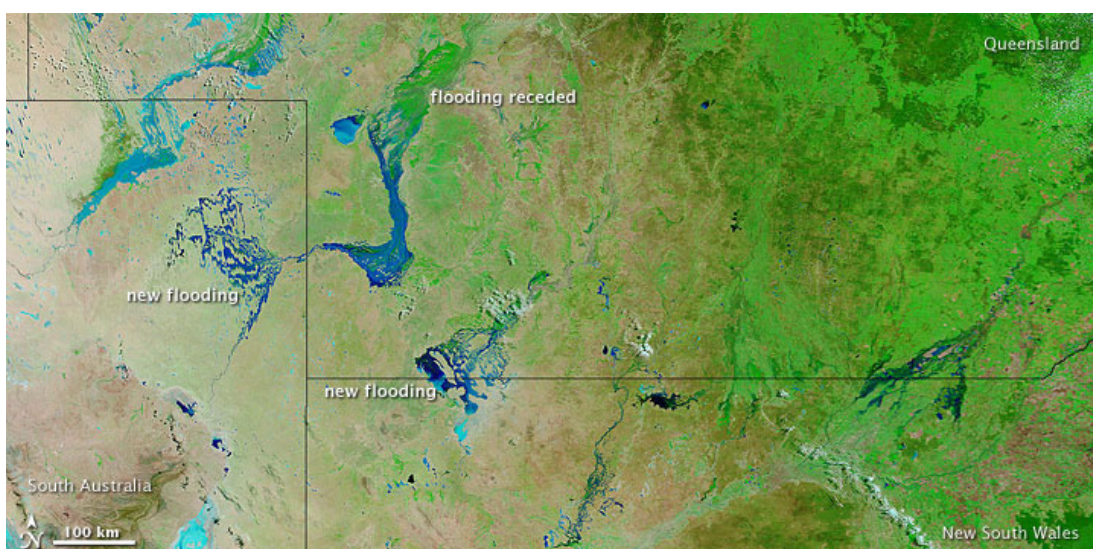 Queensland
flooding receded
new flooding
new flooding
South Australia
N
100 km
New South Wales